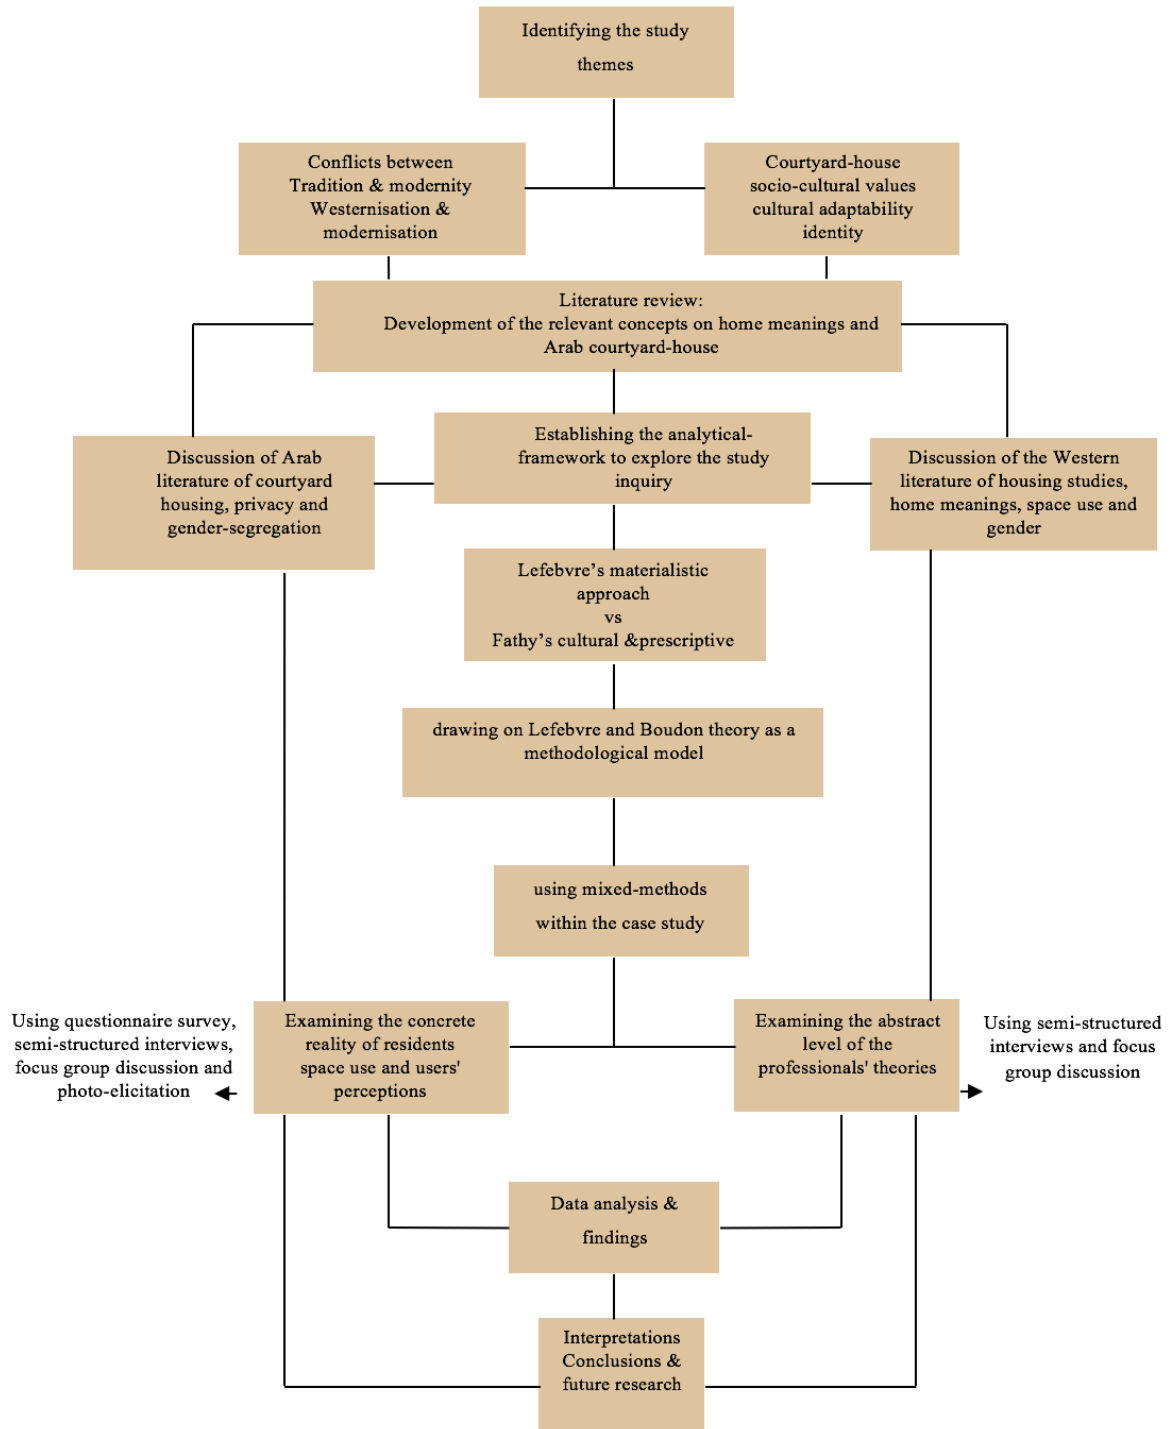 Identifying the study
themes
Conflicts between
Tradition & modernity
Westernisation &
modernisation
Courtyard-house
socio-cultural values
cultural adaptability
identity
Literature review:
Development of the relevant concepts on home meanings and
Arab courtyard-house
Discussion of Arab
literature of courtyard
housing, privacy and
gender-segregation
Establishing the analytical-
framework to explore the study
inquiry
Discussion of the Western
literature of housing studies,
home meanings, space use and
gender
Lefebvre’s materialistic
approach
vs
Fathy’s cultural &prescriptive
drawing on Lefebvre and Boudon theory as a
methodological model
using mixed-methods
within the case study
Using questionnaire survey,
semi-structured interviews,
focus group discussion and
photo-elicitation
Examining the concrete
reality of residents
space use and users'
perceptions
Examining the abstract
level of the
professionals' theories
Using semi-structured
interviews and focus
group discussion
Data analysis &
findings
Interpretations
Conclusions &
future research